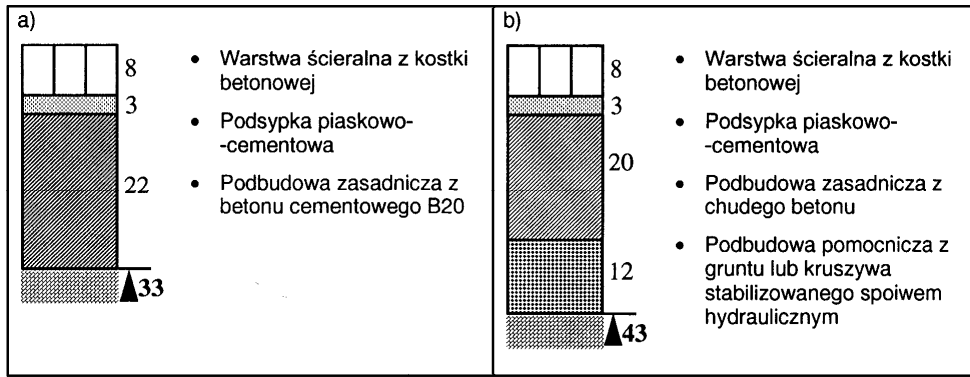 a)
8
3
22
33
• Warstwa ścieralna z kostki
betonowej
• Podsypka piaskowo-
-cementowa
• Podbudowa zasadnicza z
betonu cementowego B20
b)
8
3
20
12
43
• Warstwa ścieralna z kostki
betonowej
• Podsypka piaskowo-
-cementowa
• Podbudowa zasadnicza z
chudego betonu
• Podbudowa pomocnicza z
gruntu lub kruszywa
stabilizowanego spoiwem
hydraulicznym